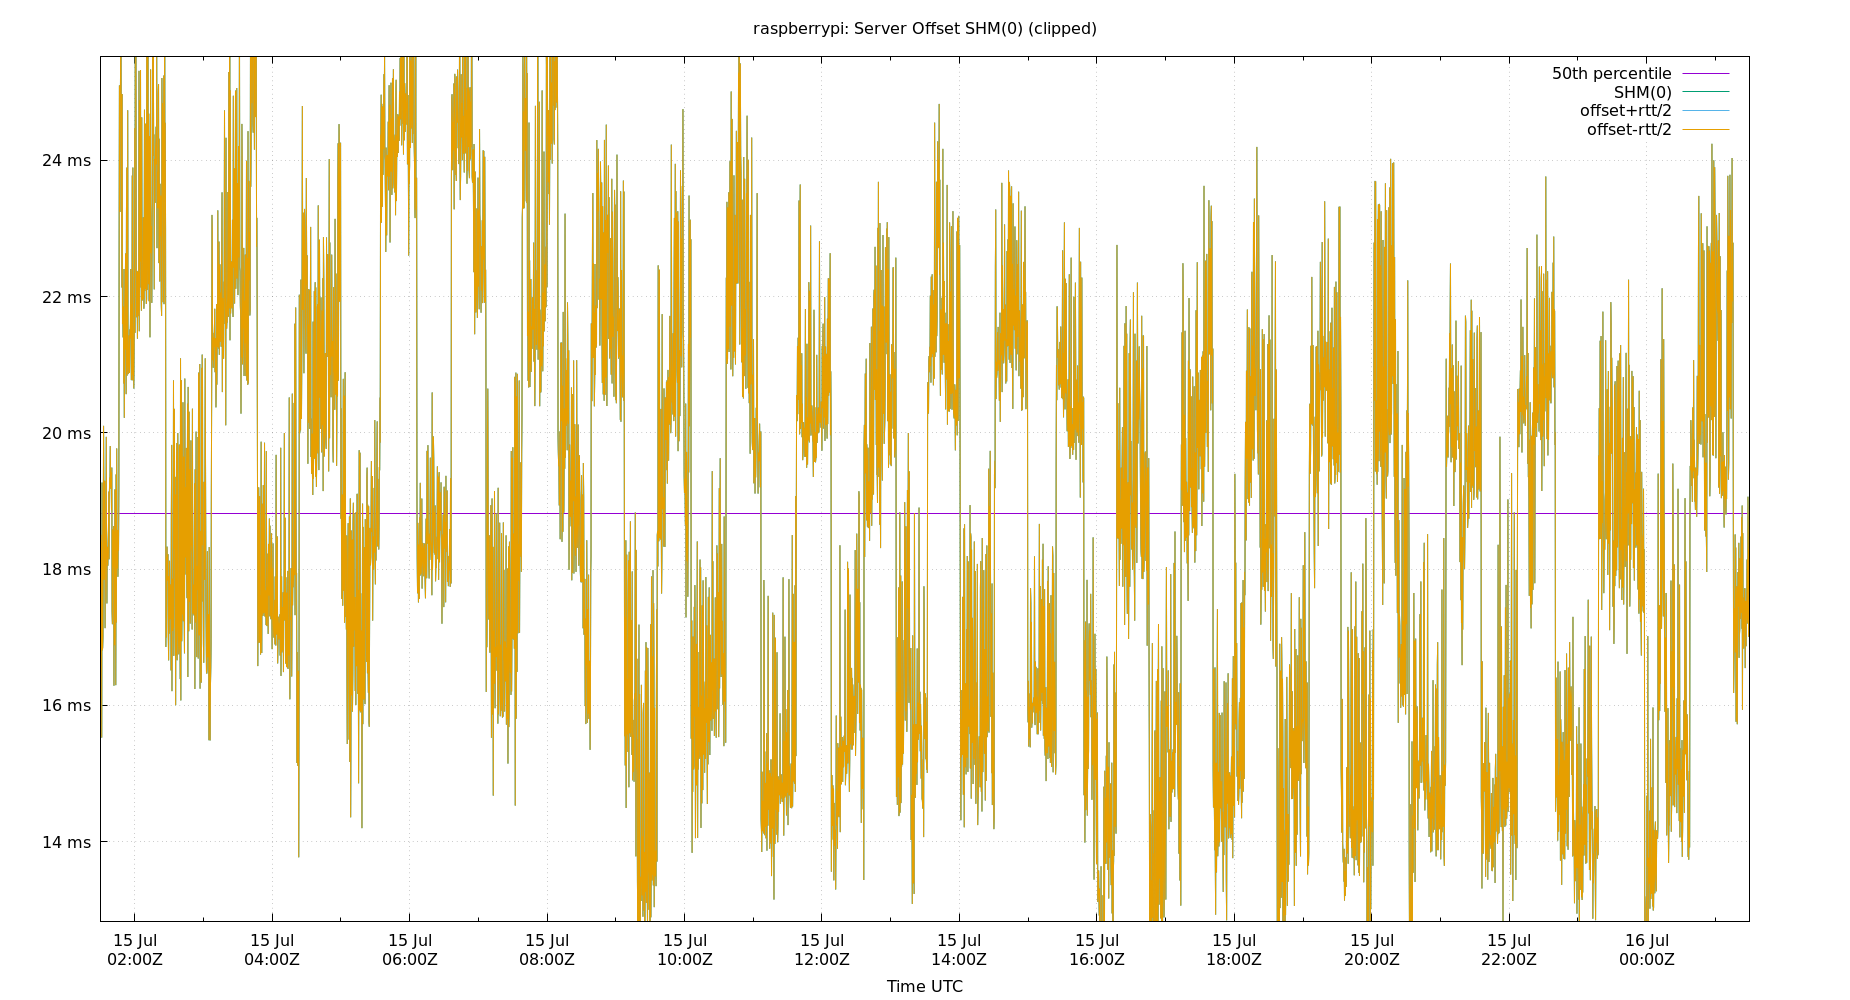 raspberrypi: Server Offset SHM(0) (clipped)
50th percentile
SHM(0)
offset+rtt/2
offset-rtt/2
24 ms
22 ms
20 ms
18 ms
16 ms
14 ms
15 Jul 15 Jul 15 Jul 15 Jul 15 Jul 15 Jul 15 Jul 15 Jul 15 Jul 15 Jul 15 Jul 16 Jul
02:00Z 04:00Z 06:00Z 08:00Z 10:00Z 12:00Z 14:00Z 16:00Z 18:00Z 20:00Z 22:00Z 00:00Z
Time UTC